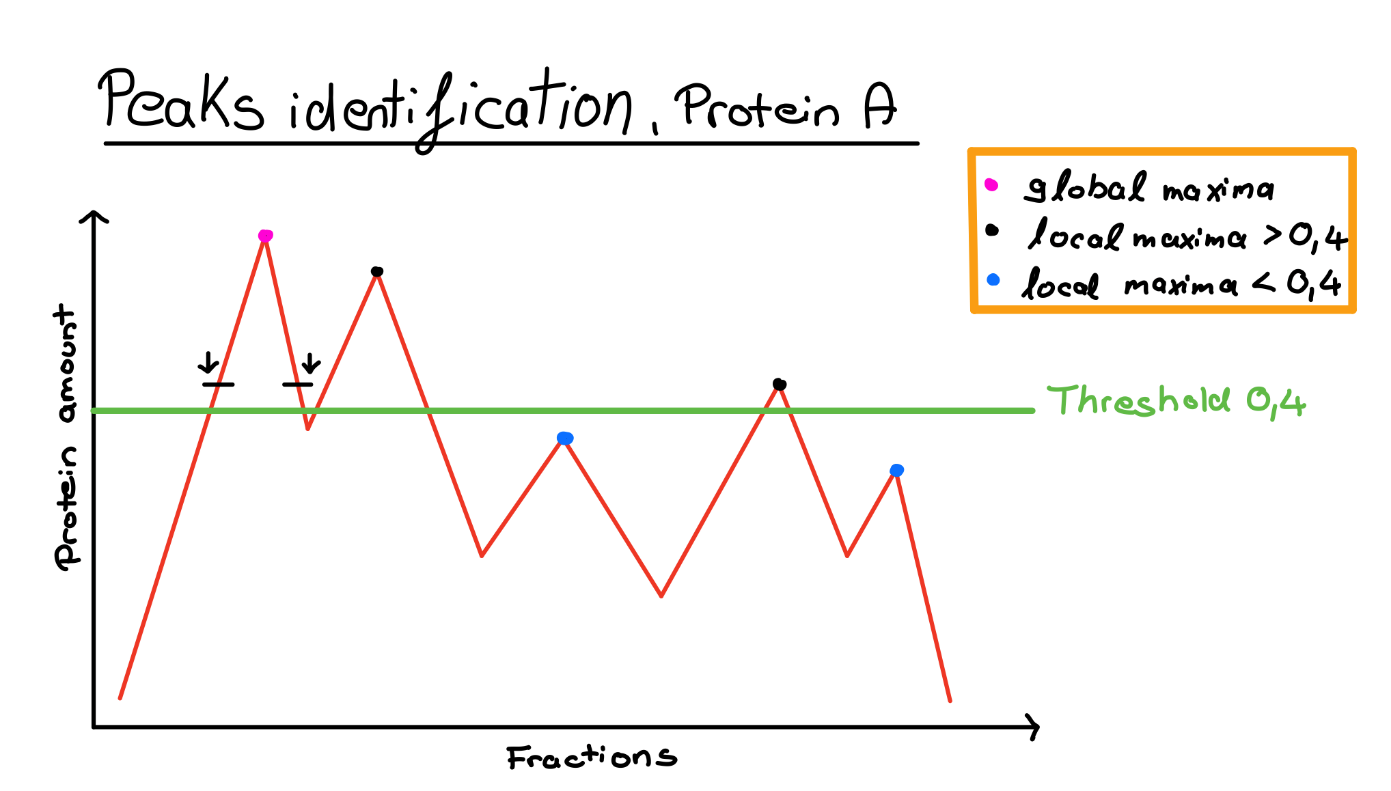 Peaks identification, Protein A
global maxima
local maxima >0,4
local maxima <0,4
Protein amount
Threshold 0,4
Fractions